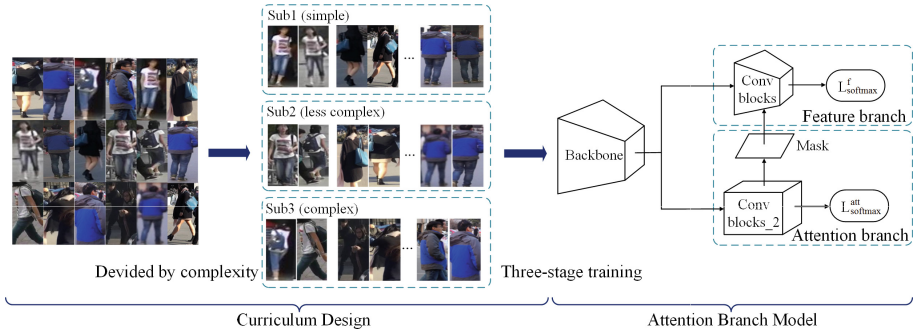 Sub1 (simple)
...
Sub2 (less complex)
...
Sub3 (complex)
...
Devided by complexity
Three-stage training
Curriculum Design
Backbone
Conv
blocks
L^f_softmax
Feature branch
Mask
Conv
blocks_2
L^att_softmax
Attention branch
Attention Branch Model